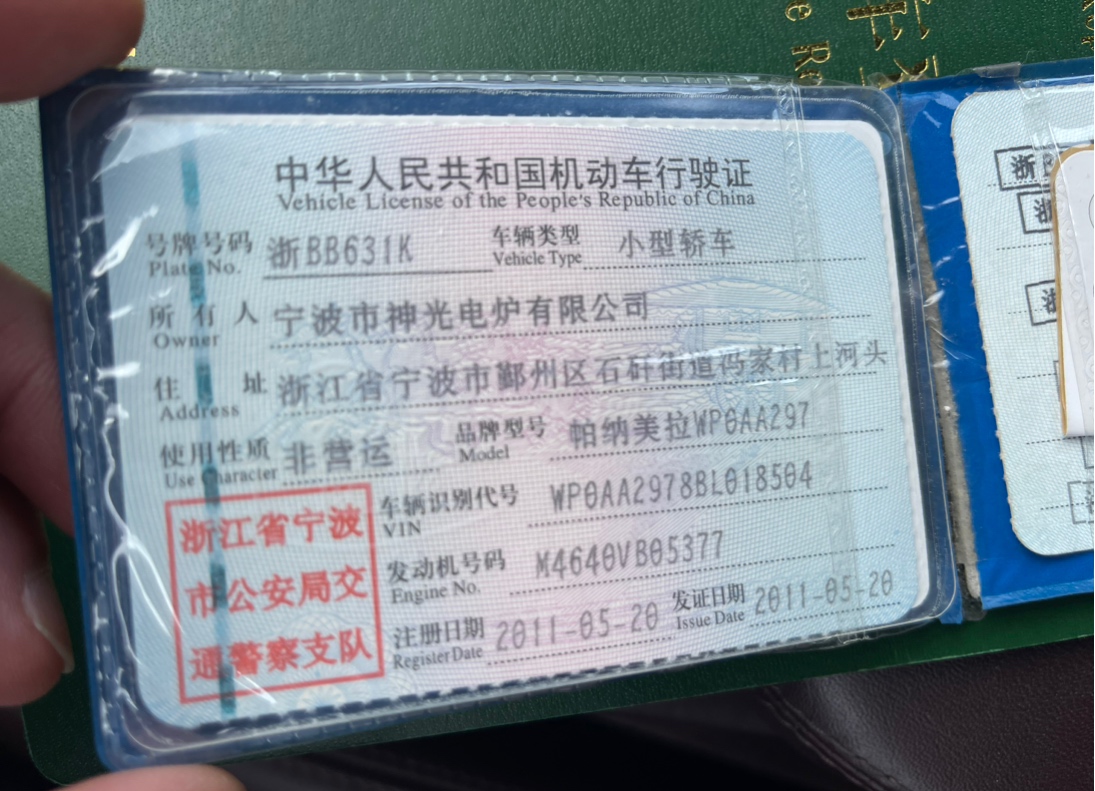 中华人民共和国机动车行驶证
Vehicle License of the People's Republic of China
号牌号码 浙BB631K 车辆类型 小型轿车
Plate No. Vehicle Type
所有人 宁波市神光电炉有限公司
Owner
住址 浙江省宁波市鄞州区石矸街道冯家村上河头
Address
使用性质 非营运 品牌型号 帕纳美拉WP0AA297
Use Character Model
车辆识别代号 WP0AA2978BL018504
VIN
发动机号码 M4640VB05377
Engine No.
注册日期 2011-05-20 发证日期 2011-05-20
Register Date Issue Date
浙江省宁波
市公安局交
通警察支队
浙
浙
浙